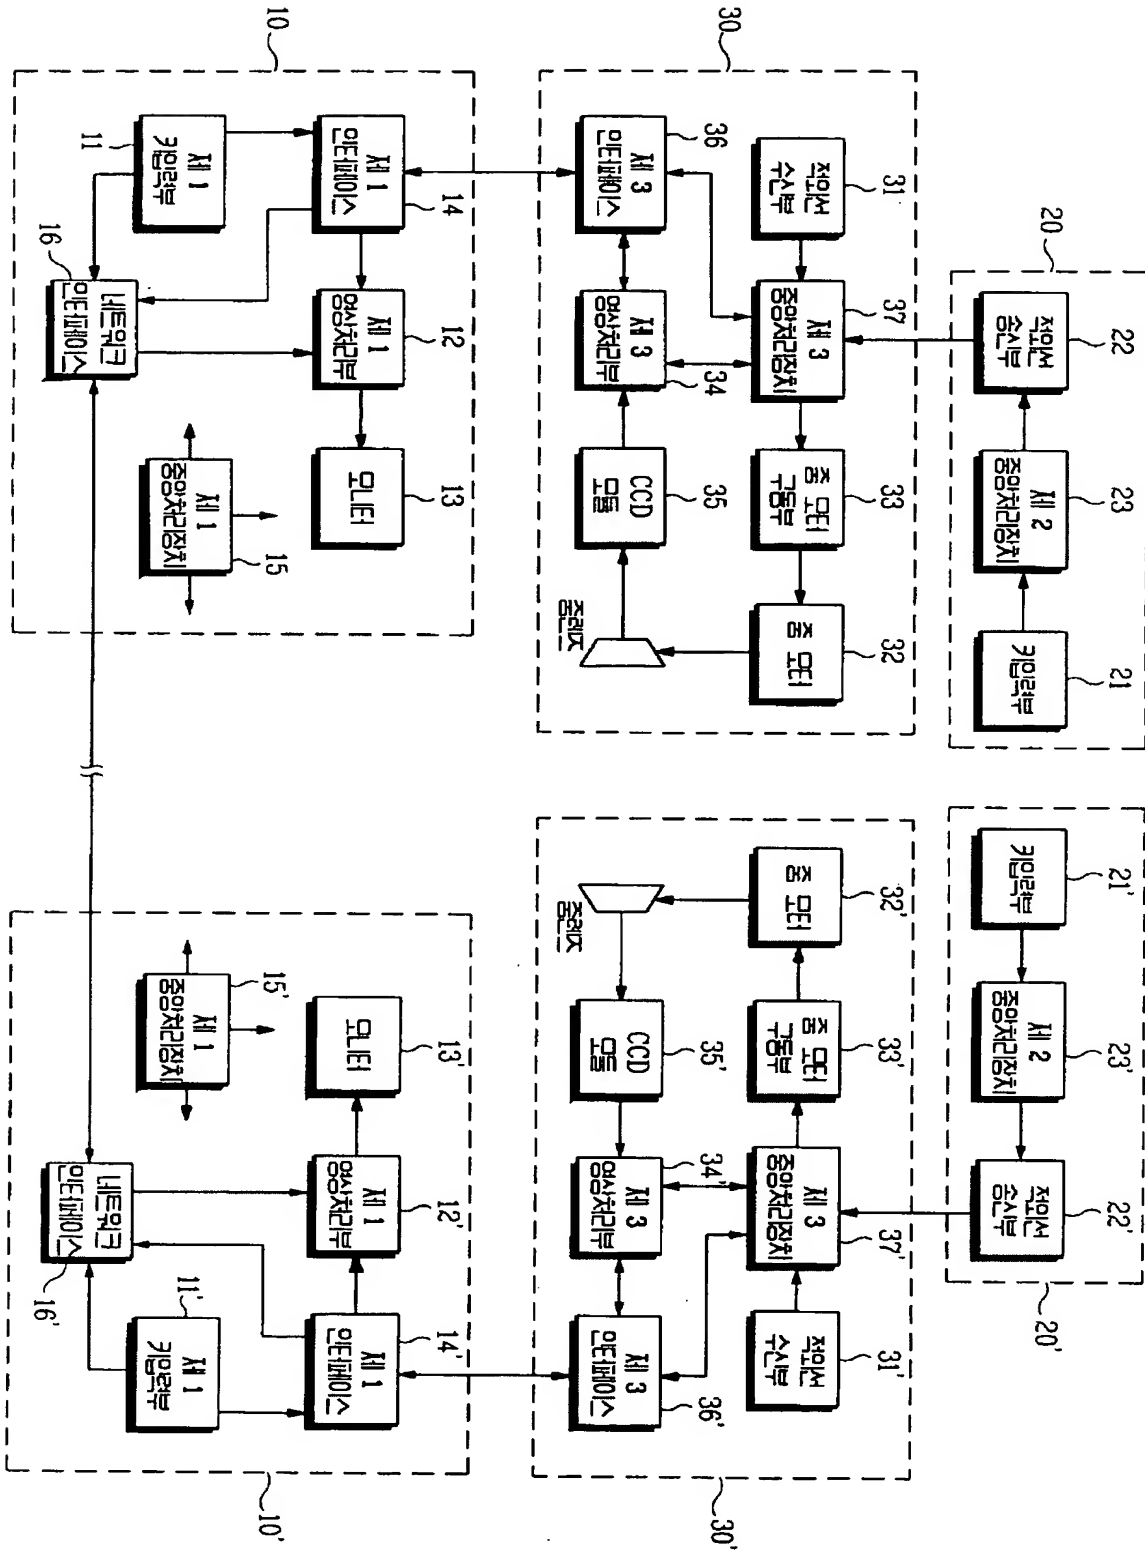 20
22
23
21
21'
23'
22'
20'
적외선
송신부
제 2
중앙처리장치
키입력부
키입력부
제 2
중앙처리장치
적외선
송신부
30
31
37
33
32
32'
33'
37'
31'
적외선
수신부
제 3
중앙처리장치
줌 모터
구동부
줌 모터
줌 모터
줌 모터
구동부
제 3
중앙처리장치
적외선
수신부
36
34
35
35'
34'
36'
30'
제 3
인터페이스
제 3
영상처리부
CCD
모듈
줌렌즈
줌렌즈
CCD
모듈
제 3
영상처리부
제 3
인터페이스
10
14
12
13
13'
12'
14'
제 1
인터페이스
제 1
영상처리부
모니터
모니터
제 1
영상처리부
제 1
인터페이스
11
제 1
키입력부
15
제 1
중앙처리장치
15'
제 1
중앙처리장치
11'
제 1
키입력부
16
네트워크
인터페이스
네트워크
인터페이스
16'
10'